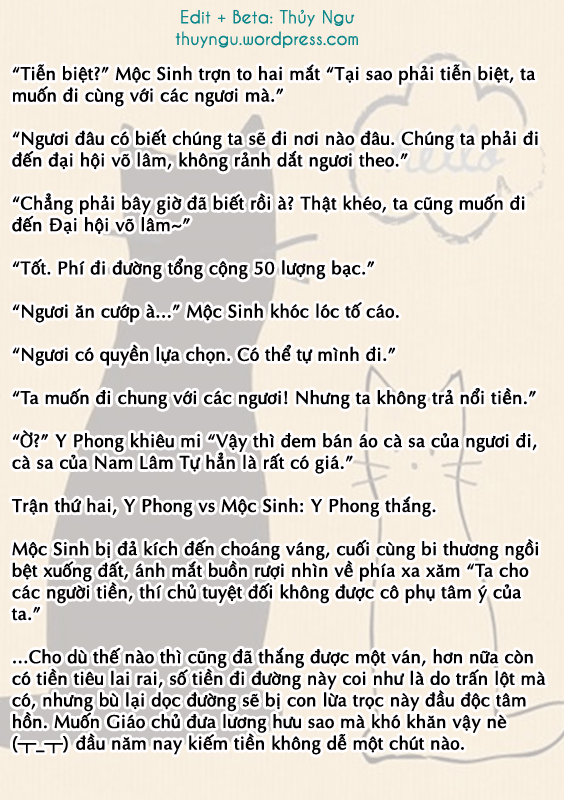 Edit + Beta: Thủy Ngư
thuyngu.wordpress.com
“Tiễn biệt?” Mộc Sinh trợn to hai mắt “Tại sao phải tiễn biệt, ta
muốn đi cùng với các ngươi mà.”
“Ngươi đâu có biết chúng ta sẽ đi nơi nào đâu. Chúng ta phải đi
đến đại hội võ lâm, không rảnh dắt ngươi theo.”
“Chẳng phải bây giờ đã biết rồi à? Thật khéo, ta cũng muốn đi
đến Đại hội võ lâm~”
“Tốt. Phí đi đường tổng cộng 50 lượng bạc.”
“Ngươi ăn cướp à...” Mộc Sinh khóc lóc tố cáo.
“Ngươi có quyền lựa chọn. Có thể tự mình đi.”
“Ta muốn đi chung với các ngươi! Nhưng ta không trả nổi tiền.”
“Ờ?” Y Phong khiêu mi “Vậy thì đem bán áo cà sa của ngươi đi,
cà sa của Nam Lâm Tự hẳn là rất có giá.”
Trận thứ hai, Y Phong vs Mộc Sinh: Y Phong thắng.
Mộc Sinh bị đả kích đến choáng váng, cuối cùng bi thương ngồi
bệt xuống đất, ánh mắt buồn rượi nhìn về phía xa xăm “Ta cho
các người tiền, thí chủ tuyệt đối không được cô phụ tâm ý của
ta.”
...Cho dù thế nào thì cũng đã thắng được một ván, hơn nữa còn
có tiền tiêu lai rai, số tiền đi đường này coi như là do trấn lột mà
có, nhưng bù lại dọc đường sẽ bị con lừa trọc này đầu độc tâm
hồn. Muốn Giáo chủ đưa lương hưu sao mà khó khăn vậy nè
(┬_┬) đầu năm nay kiếm tiền không dễ một chút nào.
hello